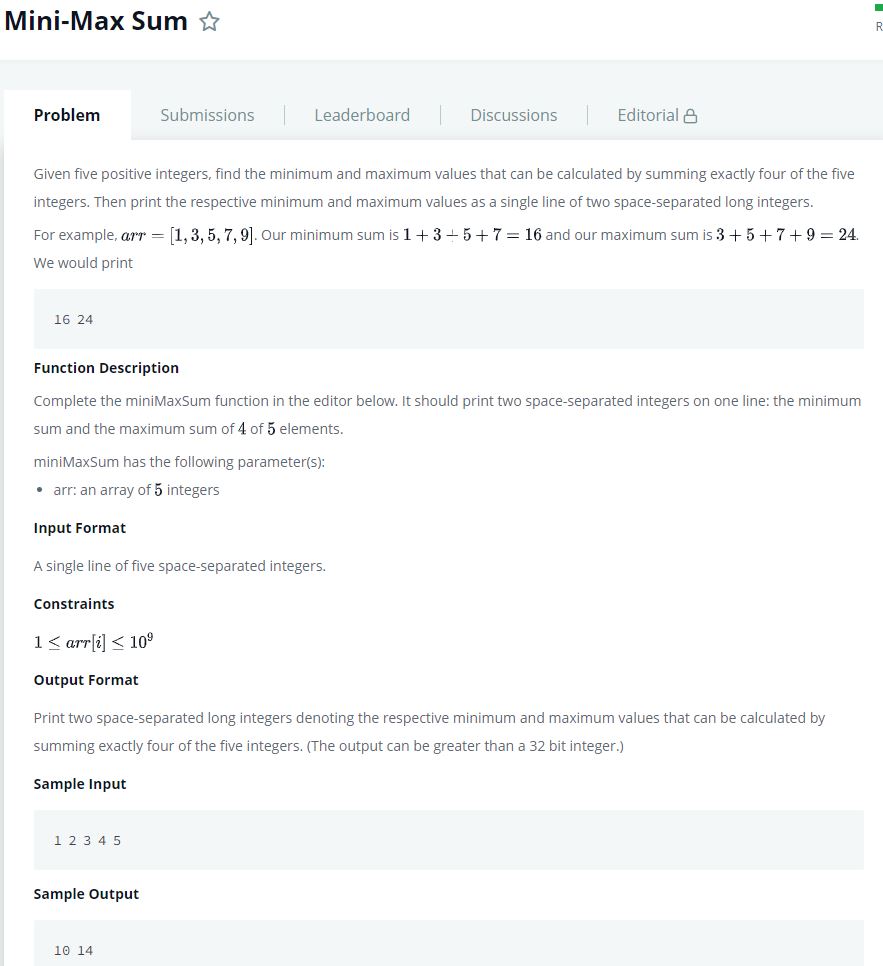 Mini-Max Sum
R
Problem
Submissions
Leaderboard
Discussions
Editorial
Given five positive integers, find the minimum and maximum values that can be calculated by summing exactly four of the five
integers. Then print the respective minimum and maximum values as a single line of two space-separated long integers.
For example, arr = [1, 3, 5, 7, 9]. Our minimum sum is 1 + 3 + 5 + 7 = 16 and our maximum sum is 3 + 5 + 7 + 9 = 24.
We would print
16 24
Function Description
Complete the miniMaxSum function in the editor below. It should print two space-separated integers on one line: the minimum
sum and the maximum sum of 4 of 5 elements.
miniMaxSum has the following parameter(s):
• arr: an array of 5 integers
Input Format
A single line of five space-separated integers.
Constraints
1 ≤ arr[i] ≤ 10⁹
Output Format
Print two space-separated long integers denoting the respective minimum and maximum values that can be calculated by
summing exactly four of the five integers. (The output can be greater than a 32 bit integer.)
Sample Input
1 2 3 4 5
Sample Output
10 14